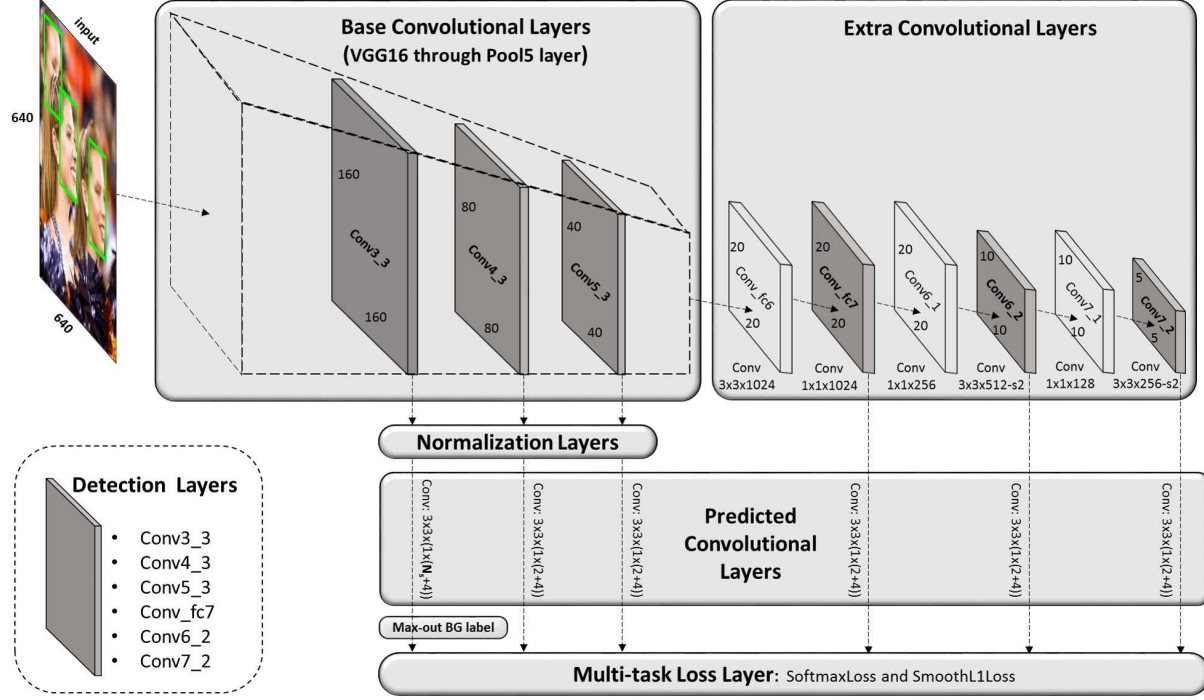 input
640
640
Base Convolutional Layers
(VGG16 through Pool5 layer)
160
Conv3_3
160
80
Conv4_3
80
40
Conv5_3
40
Extra Convolutional Layers
20
Conv_fc6
20
Conv
3x3x1024
20
Conv_fc7
20
Conv
1x1x1024
20
Conv6_1
20
Conv
1x1x256
10
Conv6_2
10
Conv
3x3x512-s2
10
Conv7_1
10
Conv
1x1x128
5
Conv7_2
5
Conv
3x3x256-s2
Normalization Layers
Conv: 3x3x(1x(Ns+4))
Conv: 3x3x(1x(2+4))
Conv: 3x3x(1x(2+4))
Predicted
Convolutional
Layers
Conv: 3x3x(1x(2+4))
Conv: 3x3x(1x(2+4))
Conv: 3x3x(1x(2+4))
Max-out BG label
Multi-task Loss Layer: SoftmaxLoss and SmoothL1Loss
Detection Layers
• Conv3_3
• Conv4_3
• Conv5_3
• Conv_fc7
• Conv6_2
• Conv7_2